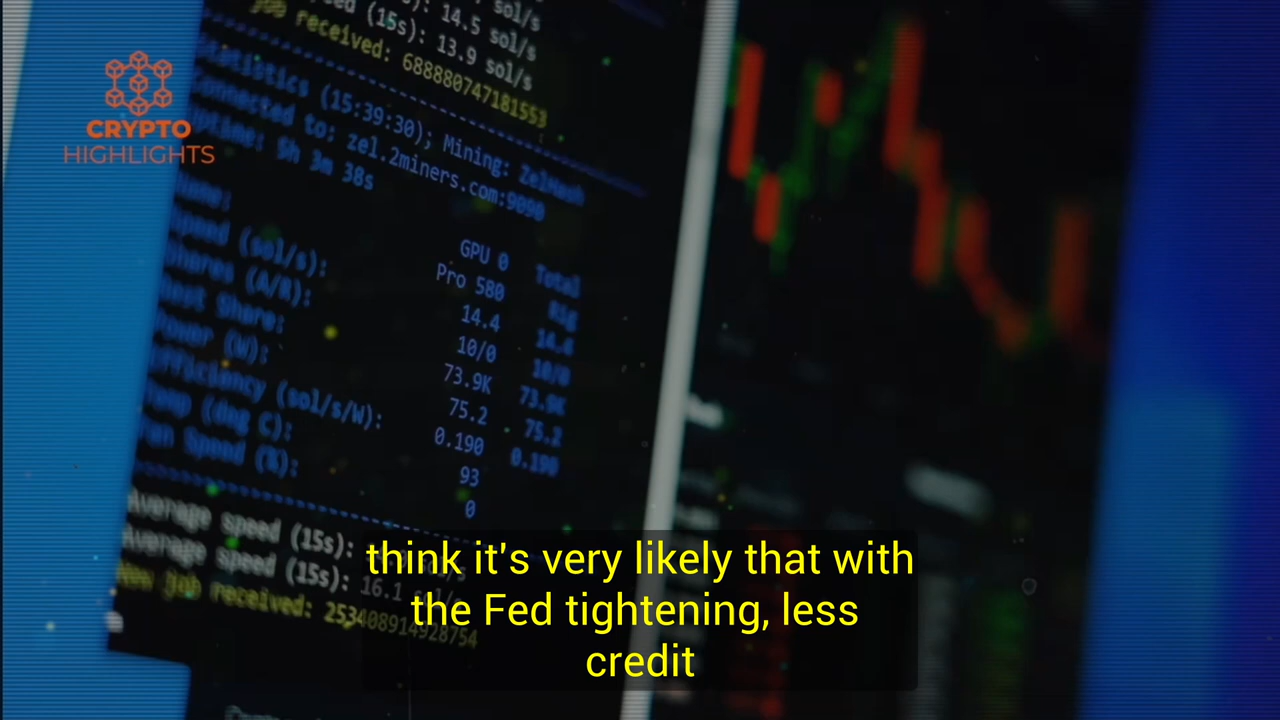 CRYPTO
HIGHLIGHTS
(15s): 14.5 sol/s
(15s): 13.9 sol/s
job received: 688880747181553
Statistics (15:39:30); Mining: ZelHash
Connected to: zel.2miners.com:9090
Uptime: 5h 3m 38s
GPU 0 Total
Name: Pro 580 Rig
Speed (sol/s): 14.4 14.4
Shares (A/R): 10/0 10/0
Best Share: 73.9K 73.9K
Power (W): 75.2 75.2
Efficiency (sol/s/W): 0.190 0.190
Temp (deg C): 93
Fan Speed (%): 0
Average speed (15s): sol/s
Average speed (15s): 16.1 sol/s
New job received: 253408914928754
think it's very likely that with
the Fed tightening, less
credit